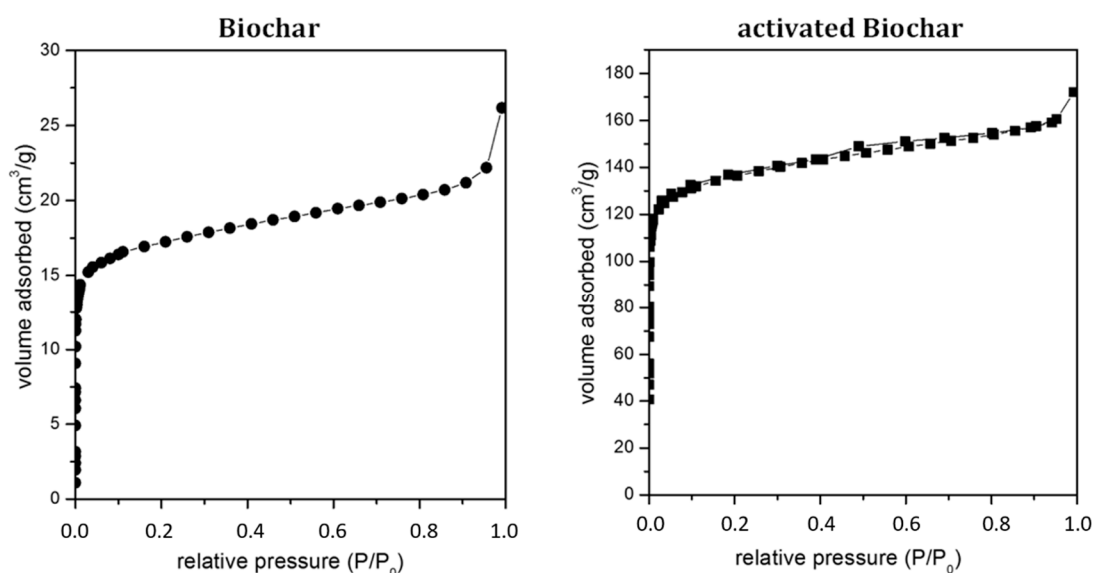 Biochar
30
25
20
15
10
5
0
volume adsorbed (cm³/g)
0.0 0.2 0.4 0.6 0.8 1.0
relative pressure (P/P₀)
activated Biochar
180
160
140
120
100
80
60
40
20
0
volume adsorbed (cm³/g)
0.0 0.2 0.4 0.6 0.8 1.0
relative pressure (P/P₀)